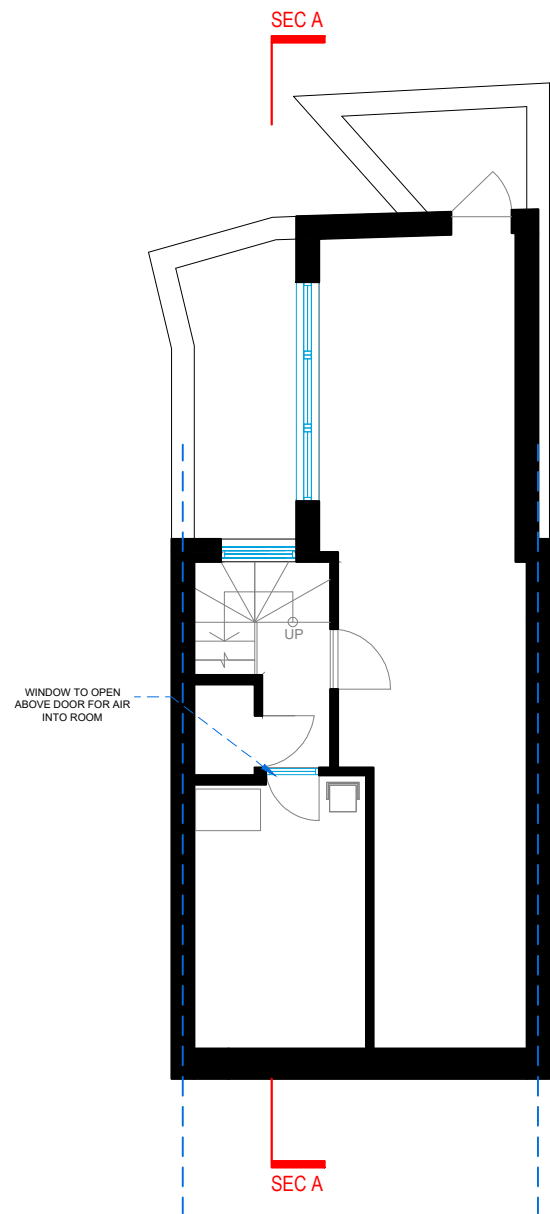 SEC A
UP
WINDOW TO OPEN
ABOVE DOOR FOR AIR
INTO ROOM
SEC A